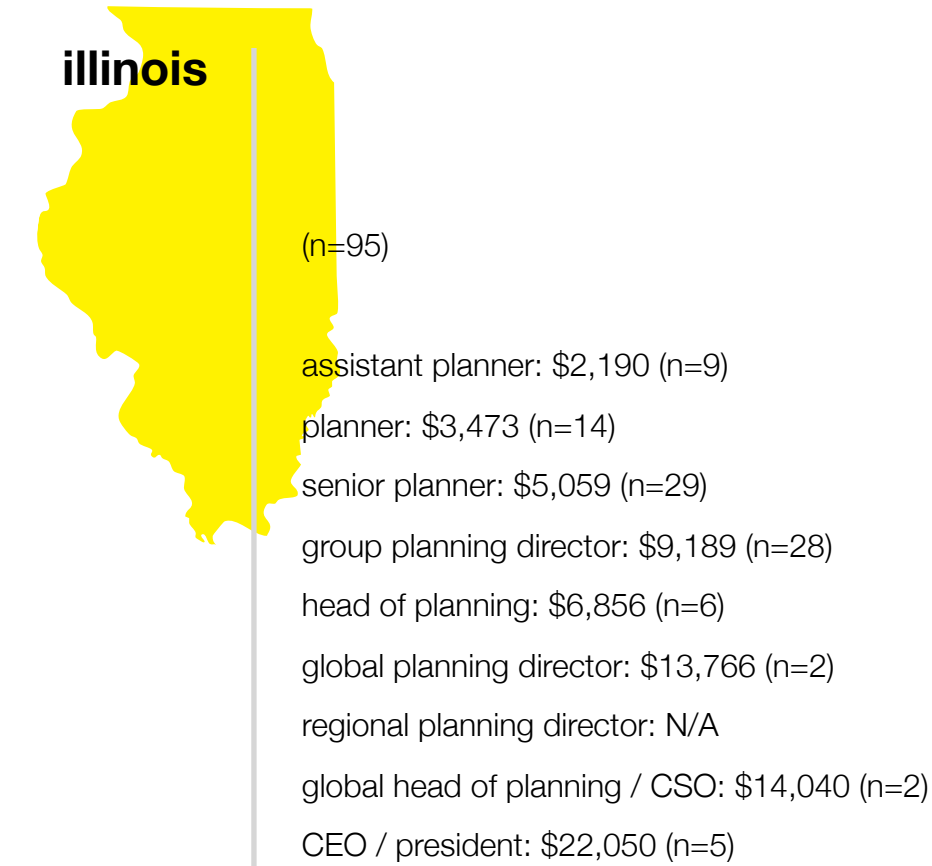 illinois
(n=95)
assistant planner: $2,190 (n=9)
planner: $3,473 (n=14)
senior planner: $5,059 (n=29)
group planning director: $9,189 (n=28)
head of planning: $6,856 (n=6)
global planning director: $13,766 (n=2)
regional planning director: N/A
global head of planning / CSO: $14,040 (n=2)
CEO / president: $22,050 (n=5)